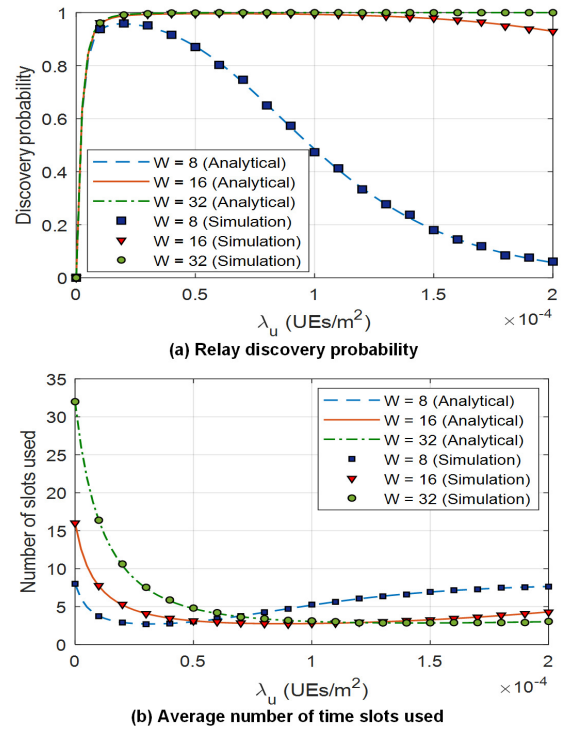 1
0.8
0.6
0.4
0.2
0
Discovery probability
W = 8 (Analytical)
W = 16 (Analytical)
W = 32 (Analytical)
W = 8 (Simulation)
W = 16 (Simulation)
W = 32 (Simulation)
0 0.5 1 1.5 2
λu (UEs/m²) ×10⁻⁴
(a) Relay discovery probability
35
30
25
20
15
10
5
0
Number of slots used
W = 8 (Analytical)
W = 16 (Analytical)
W = 32 (Analytical)
W = 8 (Simulation)
W = 16 (Simulation)
W = 32 (Simulation)
0 0.5 1 1.5 2
λu (UEs/m²) ×10⁻⁴
(b) Average number of time slots used